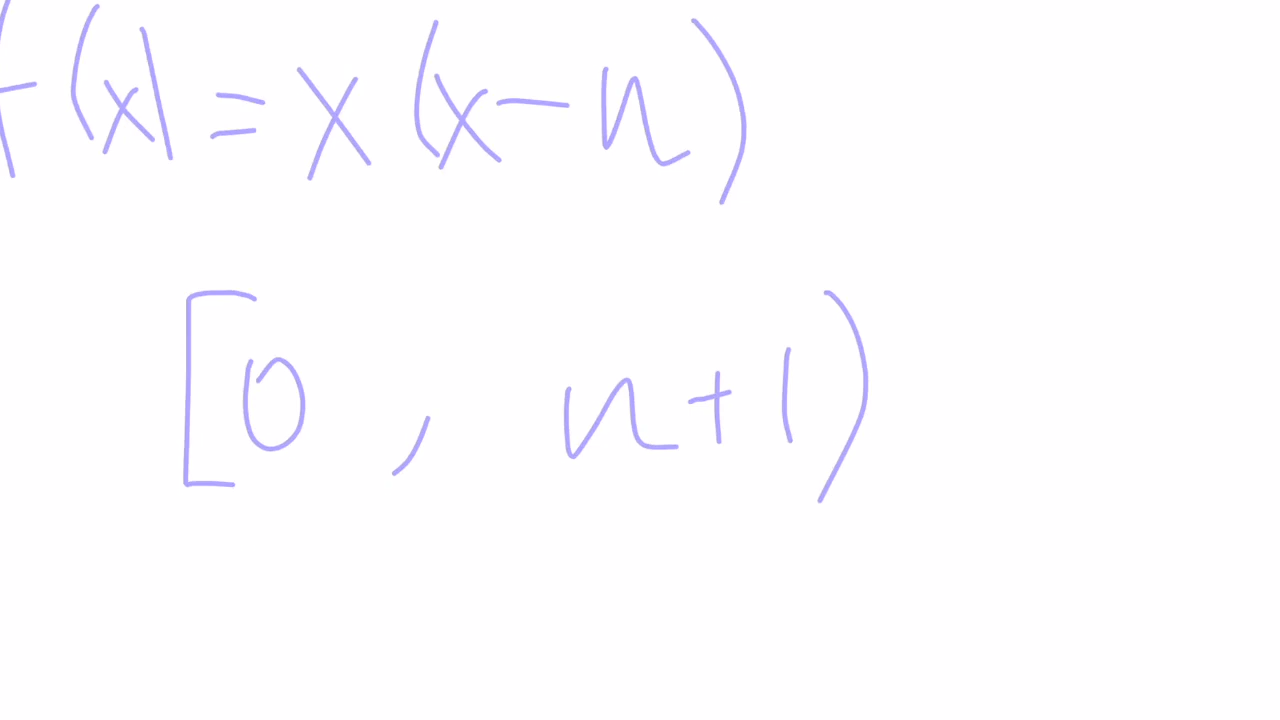 f(x) = x(x-n)
[0, n+1)